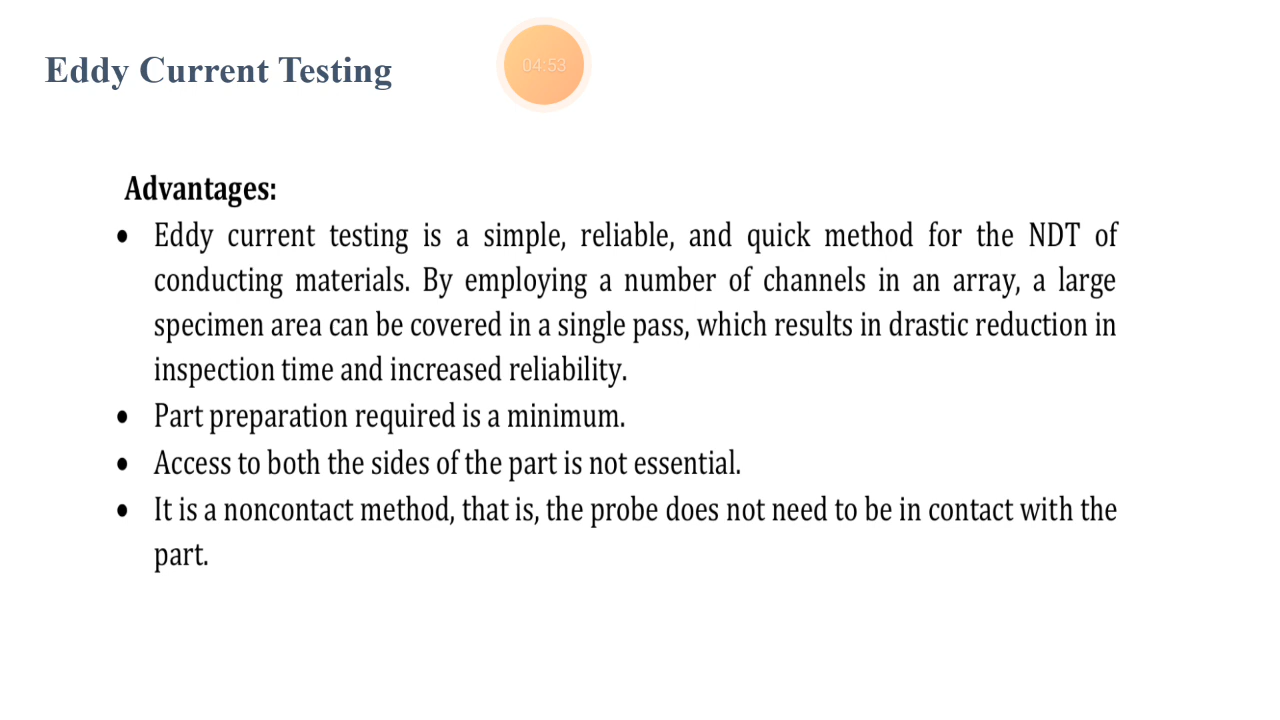 Eddy Current Testing
04:53
Advantages:
• Eddy current testing is a simple, reliable, and quick method for the NDT of
conducting materials. By employing a number of channels in an array, a large
specimen area can be covered in a single pass, which results in drastic reduction in
inspection time and increased reliability.
• Part preparation required is a minimum.
• Access to both the sides of the part is not essential.
• It is a noncontact method, that is, the probe does not need to be in contact with the
part.